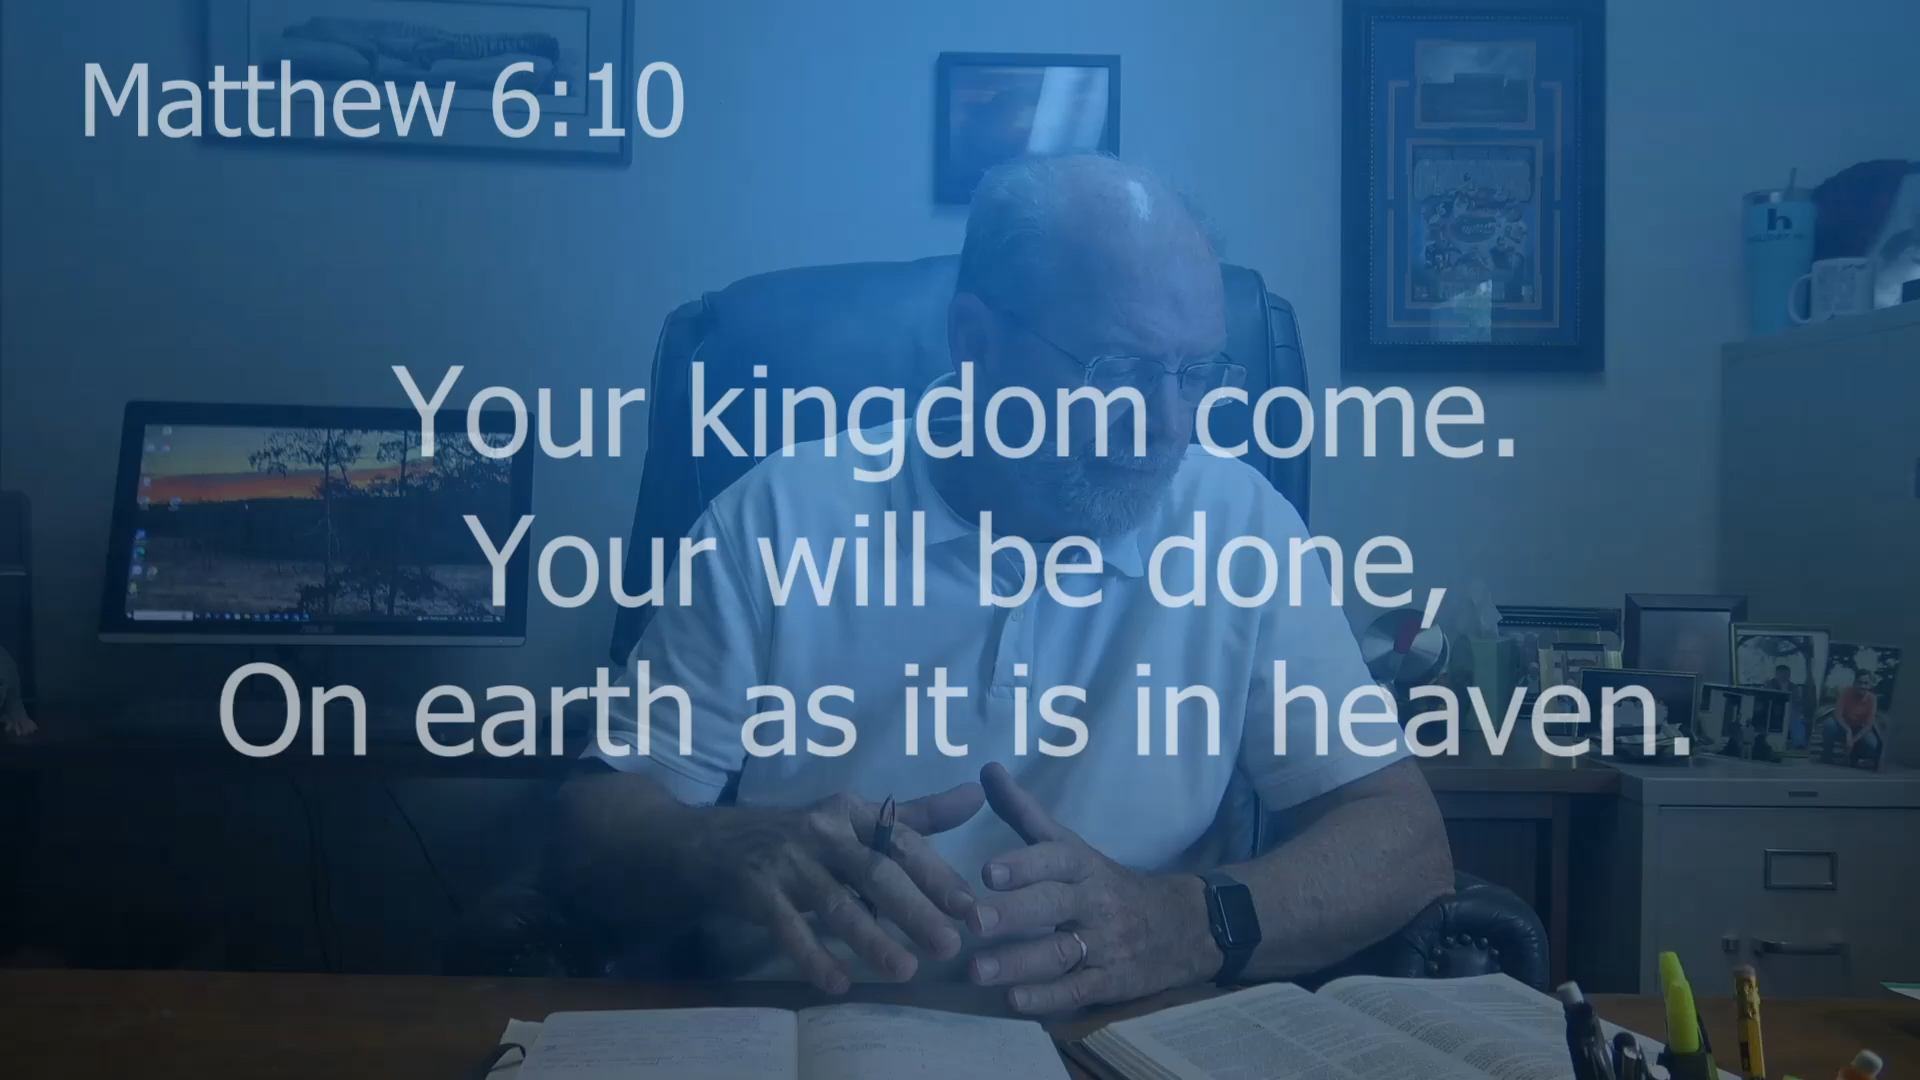 Matthew 6:10
Your kingdom come.
Your will be done,
On earth as it is in heaven.
h